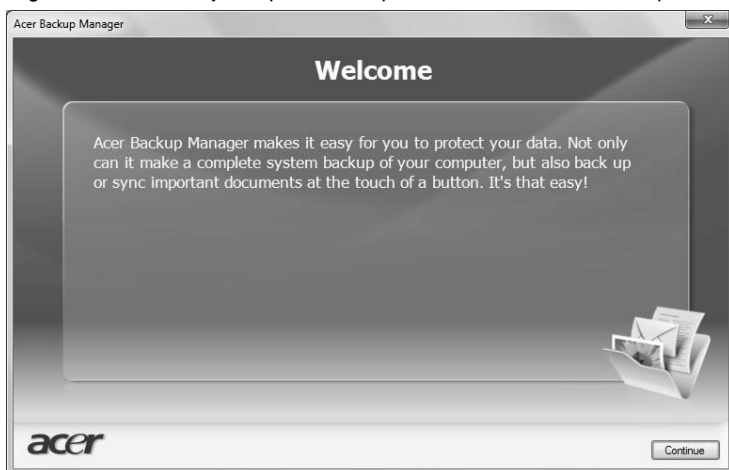 Acer Backup Manager
x
Welcome
Acer Backup Manager makes it easy for you to protect your data. Not only
can it make a complete system backup of your computer, but also back up
or sync important documents at the touch of a button. It's that easy!
acer
Continue